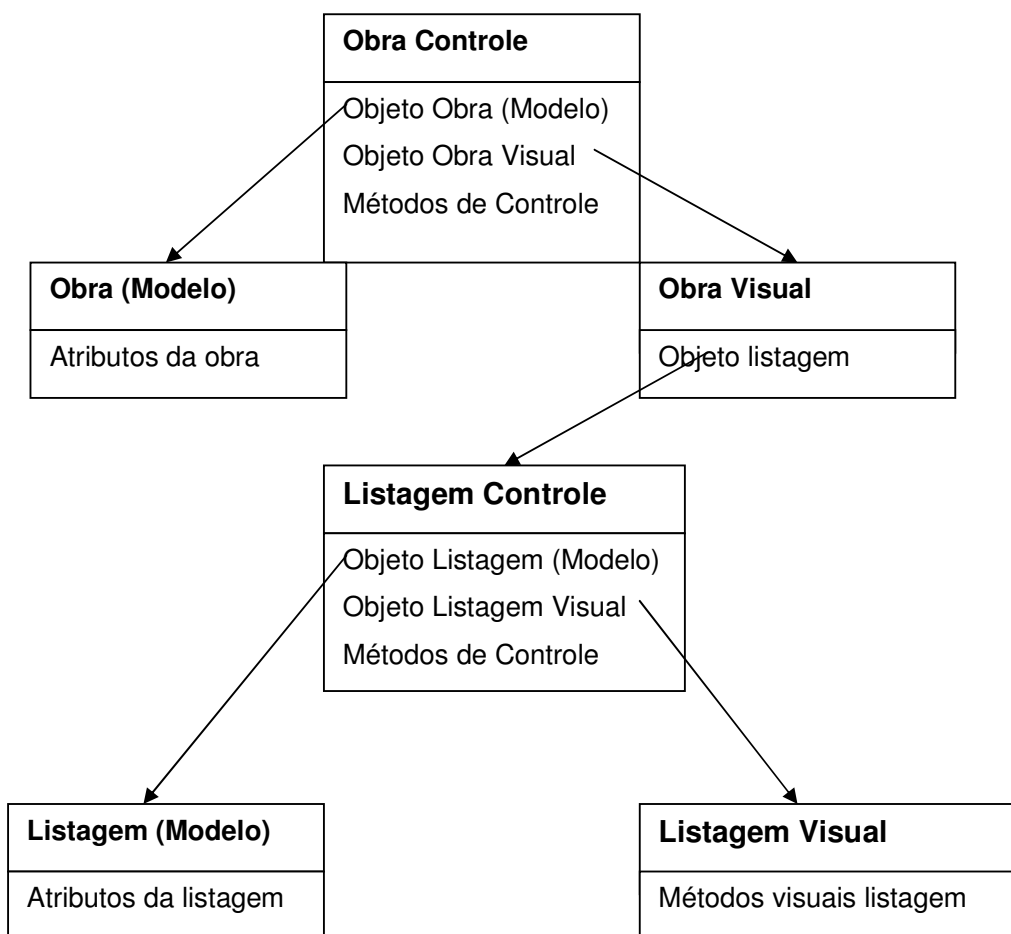 Obra Controle
Objeto Obra (Modelo)
Objeto Obra Visual
Métodos de Controle
Obra (Modelo)
Atributos da obra
Obra Visual
Objeto listagem
Listagem Controle
Objeto Listagem (Modelo)
Objeto Listagem Visual
Métodos de Controle
Listagem (Modelo)
Atributos da listagem
Listagem Visual
Métodos visuais listagem